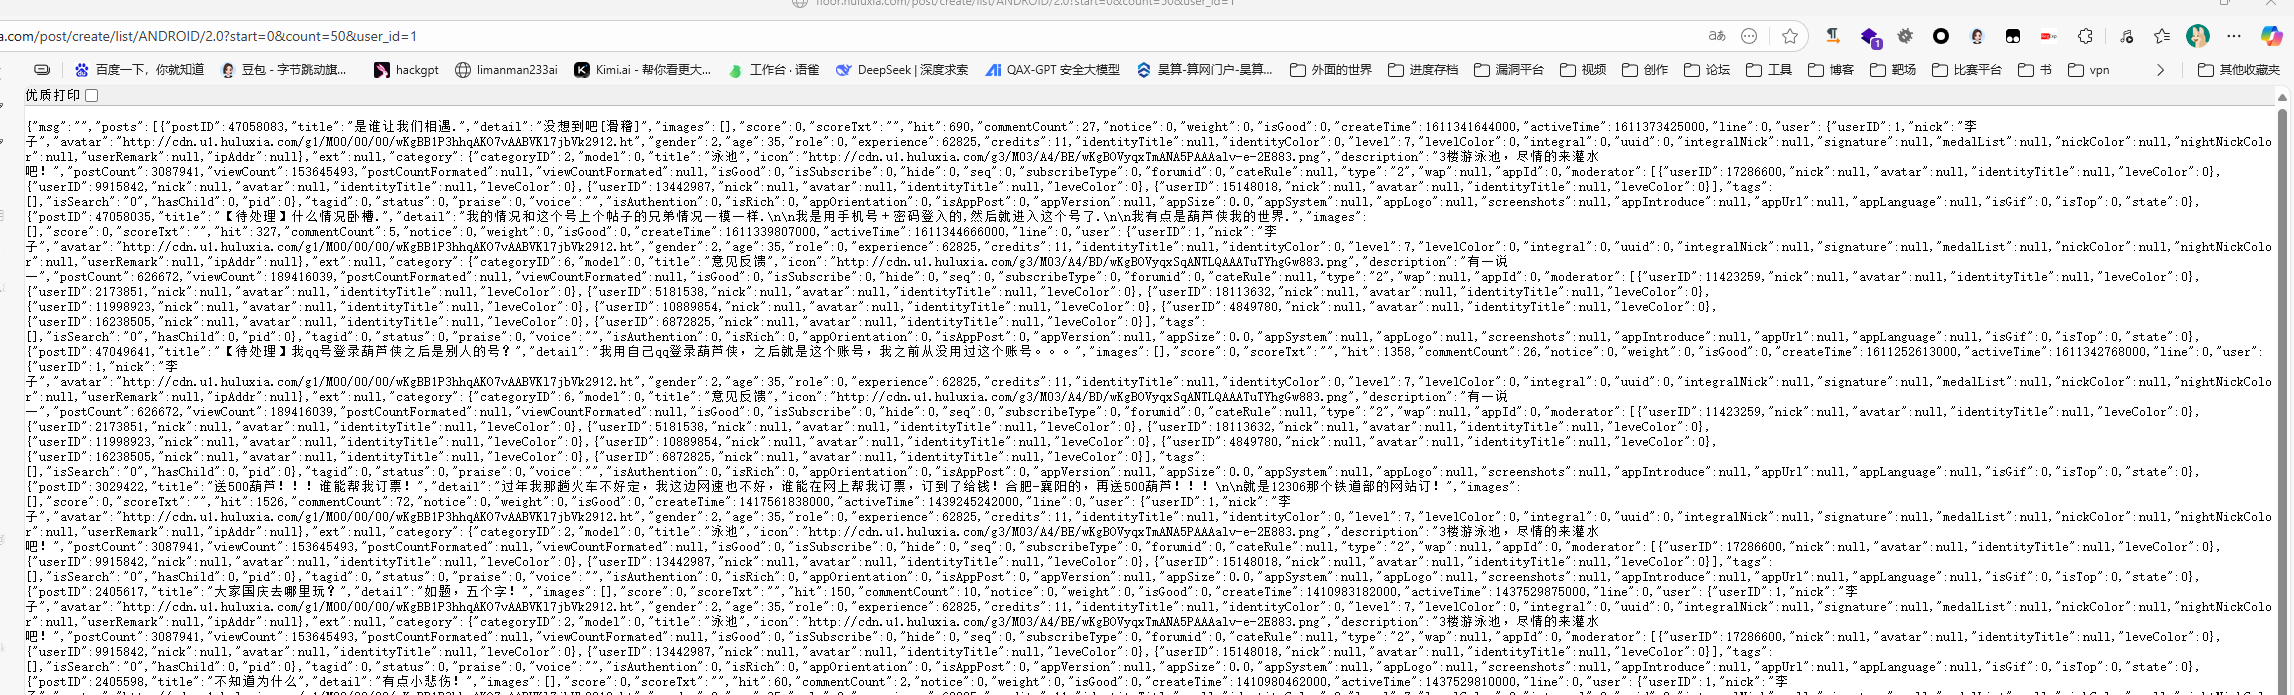 floor.huluxia.com/post/create/list/ANDROID/2.0?start=0&count=50&user_id=1
a.com/post/create/list/ANDROID/2.0?start=0&count=50&user_id=1
百度一下，你就知道 豆包 - 字节跳动旗... hackgpt limanman233ai Kimi.ai - 帮你看更大... 工作台 · 语雀 DeepSeek | 深度求索 QAX-GPT 安全大模型 昊算-算网门户-昊算... 外面的世界 进度存档 漏洞平台 视频 创作 论坛 工具 博客 靶场 比赛平台 书 vpn 其他收藏夹
优质打印
{"msg":"","posts":[{"postID":47058083,"title":"是谁让我们相遇.","detail":"没想到吧[滑稽]","images":[],"score":0,"scoreTxt":"","hit":690,"commentCount":27,"notice":0,"weight":0,"isGood":0,"createTime":1611341644000,"activeTime":1611373425000,"line":0,"user":{"userID":1,"nick":"李
子","avatar":"http://cdn.u1.huluxia.com/g1/M00/00/00/wKgBB1P3hhqAKO7vAABVKl7jbVk2912.ht","gender":2,"age":35,"role":0,"experience":62825,"credits":11,"identityTitle":null,"identityColor":0,"level":7,"levelColor":0,"integral":0,"uuid":0,"integralNick":null,"signature":null,"medalList":null,"nickColor":null,"nightNickColo
r":null,"userRemark":null,"ipAddr":null},"ext":null,"category":{"categoryID":2,"model":0,"title":"泳池","icon":"http://cdn.u1.huluxia.com/g3/M03/A4/BE/wKgBOVyqxTmANA5PAAAalv-e-2E883.png","description":"3楼游泳池，尽情的来灌水
吧！","postCount":3087941,"viewCount":153645493,"postCountFormated":null,"viewCountFormated":null,"isGood":0,"isSubscribe":0,"hide":0,"seq":0,"subscribeType":0,"forumid":0,"cateRule":null,"type":"2","wap":null,"appId":0,"moderator":[{"userID":17286600,"nick":null,"avatar":null,"identityTitle":null,"leveColor":0},
{"userID":9915842,"nick":null,"avatar":null,"identityTitle":null,"leveColor":0},{"userID":13442987,"nick":null,"avatar":null,"identityTitle":null,"leveColor":0},{"userID":15148018,"nick":null,"avatar":null,"identityTitle":null,"leveColor":0}],"tags":
[],"isSearch":"0","hasChild":0,"pid":0},"tagid":0,"status":0,"praise":0,"voice":"","isAuthention":0,"isRich":0,"appOrientation":0,"isAppPost":0,"appVersion":null,"appSize":0.0,"appSystem":null,"appLogo":null,"screenshots":null,"appIntroduce":null,"appUrl":null,"appLanguage":null,"isGif":0,"isTop":0,"state":0},
{"postID":47058035,"title":"【待处理】什么情况卧槽.","detail":"我的情况和这个号上个帖子的兄弟情况一模一样.\n\n我是用手机号＋密码登入的,然后就进入这个号了.\n\n我有点是葫芦侠我的世界.","images":
[],"score":0,"scoreTxt":"","hit":327,"commentCount":5,"notice":0,"weight":0,"isGood":0,"createTime":1611339807000,"activeTime":1611344666000,"line":0,"user":{"userID":1,"nick":"李
子","avatar":"http://cdn.u1.huluxia.com/g1/M00/00/00/wKgBB1P3hhqAKO7vAABVKl7jbVk2912.ht","gender":2,"age":35,"role":0,"experience":62825,"credits":11,"identityTitle":null,"identityColor":0,"level":7,"levelColor":0,"integral":0,"uuid":0,"integralNick":null,"signature":null,"medalList":null,"nickColor":null,"nightNickColo
r":null,"userRemark":null,"ipAddr":null},"ext":null,"category":{"categoryID":6,"model":0,"title":"意见反馈","icon":"http://cdn.u1.huluxia.com/g3/M03/A4/BD/wKgBOVyqxSqANTLQAAATuTYhgGw883.png","description":"有一说
一","postCount":626672,"viewCount":189416039,"postCountFormated":null,"viewCountFormated":null,"isGood":0,"isSubscribe":0,"hide":0,"seq":0,"subscribeType":0,"forumid":0,"cateRule":null,"type":"2","wap":null,"appId":0,"moderator":[{"userID":11423259,"nick":null,"avatar":null,"identityTitle":null,"leveColor":0},
{"userID":2173851,"nick":null,"avatar":null,"identityTitle":null,"leveColor":0},{"userID":5181538,"nick":null,"avatar":null,"identityTitle":null,"leveColor":0},{"userID":18113632,"nick":null,"avatar":null,"identityTitle":null,"leveColor":0},
{"userID":11998923,"nick":null,"avatar":null,"identityTitle":null,"leveColor":0},{"userID":10889854,"nick":null,"avatar":null,"identityTitle":null,"leveColor":0},{"userID":4849780,"nick":null,"avatar":null,"identityTitle":null,"leveColor":0},
{"userID":16238505,"nick":null,"avatar":null,"identityTitle":null,"leveColor":0},{"userID":6872825,"nick":null,"avatar":null,"identityTitle":null,"leveColor":0}],"tags":
[],"isSearch":"0","hasChild":0,"pid":0},"tagid":0,"status":0,"praise":0,"voice":"","isAuthention":0,"isRich":0,"appOrientation":0,"isAppPost":0,"appVersion":null,"appSize":0.0,"appSystem":null,"appLogo":null,"screenshots":null,"appIntroduce":null,"appUrl":null,"appLanguage":null,"isGif":0,"isTop":0,"state":0},
{"postID":47049641,"title":"【待处理】我qq号登录葫芦侠之后是别人的号？","detail":"我用自己qq登录葫芦侠，之后就是这个账号，我之前从没用过这个账号。。。","images":[],"score":0,"scoreTxt":"","hit":1358,"commentCount":26,"notice":0,"weight":0,"isGood":0,"createTime":1611252613000,"activeTime":1611342768000,"line":0,"user":
{"userID":1,"nick":"李
子","avatar":"http://cdn.u1.huluxia.com/g1/M00/00/00/wKgBB1P3hhqAKO7vAABVKl7jbVk2912.ht","gender":2,"age":35,"role":0,"experience":62825,"credits":11,"identityTitle":null,"identityColor":0,"level":7,"levelColor":0,"integral":0,"uuid":0,"integralNick":null,"signature":null,"medalList":null,"nickColor":null,"nightNickColo
r":null,"userRemark":null,"ipAddr":null},"ext":null,"category":{"categoryID":6,"model":0,"title":"意见反馈","icon":"http://cdn.u1.huluxia.com/g3/M03/A4/BD/wKgBOVyqxSqANTLQAAATuTYhgGw883.png","description":"有一说
一","postCount":626672,"viewCount":189416039,"postCountFormated":null,"viewCountFormated":null,"isGood":0,"isSubscribe":0,"hide":0,"seq":0,"subscribeType":0,"forumid":0,"cateRule":null,"type":"2","wap":null,"appId":0,"moderator":[{"userID":11423259,"nick":null,"avatar":null,"identityTitle":null,"leveColor":0},
{"userID":2173851,"nick":null,"avatar":null,"identityTitle":null,"leveColor":0},{"userID":5181538,"nick":null,"avatar":null,"identityTitle":null,"leveColor":0},{"userID":18113632,"nick":null,"avatar":null,"identityTitle":null,"leveColor":0},
{"userID":11998923,"nick":null,"avatar":null,"identityTitle":null,"leveColor":0},{"userID":10889854,"nick":null,"avatar":null,"identityTitle":null,"leveColor":0},{"userID":4849780,"nick":null,"avatar":null,"identityTitle":null,"leveColor":0},
{"userID":16238505,"nick":null,"avatar":null,"identityTitle":null,"leveColor":0},{"userID":6872825,"nick":null,"avatar":null,"identityTitle":null,"leveColor":0}],"tags":
[],"isSearch":"0","hasChild":0,"pid":0},"tagid":0,"status":0,"praise":0,"voice":"","isAuthention":0,"isRich":0,"appOrientation":0,"isAppPost":0,"appVersion":null,"appSize":0.0,"appSystem":null,"appLogo":null,"screenshots":null,"appIntroduce":null,"appUrl":null,"appLanguage":null,"isGif":0,"isTop":0,"state":0},
{"postID":3029422,"title":"送500葫芦！！！谁能帮我订票！","detail":"过年我那趟火车不好定，我这边网速也不好，谁能在网上帮我订票，订到了给钱！合肥-襄阳的，再送500葫芦！！！\n\n就是12306那个铁道部的网站订！","images":
[],"score":0,"scoreTxt":"","hit":1526,"commentCount":72,"notice":0,"weight":0,"isGood":0,"createTime":1417561838000,"activeTime":1439245242000,"line":0,"user":{"userID":1,"nick":"李
子","avatar":"http://cdn.u1.huluxia.com/g1/M00/00/00/wKgBB1P3hhqAKO7vAABVKl7jbVk2912.ht","gender":2,"age":35,"role":0,"experience":62825,"credits":11,"identityTitle":null,"identityColor":0,"level":7,"levelColor":0,"integral":0,"uuid":0,"integralNick":null,"signature":null,"medalList":null,"nickColor":null,"nightNickColo
r":null,"userRemark":null,"ipAddr":null},"ext":null,"category":{"categoryID":2,"model":0,"title":"泳池","icon":"http://cdn.u1.huluxia.com/g3/M03/A4/BE/wKgBOVyqxTmANA5PAAAalv-e-2E883.png","description":"3楼游泳池，尽情的来灌水
吧！","postCount":3087941,"viewCount":153645493,"postCountFormated":null,"viewCountFormated":null,"isGood":0,"isSubscribe":0,"hide":0,"seq":0,"subscribeType":0,"forumid":0,"cateRule":null,"type":"2","wap":null,"appId":0,"moderator":[{"userID":17286600,"nick":null,"avatar":null,"identityTitle":null,"leveColor":0},
{"userID":9915842,"nick":null,"avatar":null,"identityTitle":null,"leveColor":0},{"userID":13442987,"nick":null,"avatar":null,"identityTitle":null,"leveColor":0},{"userID":15148018,"nick":null,"avatar":null,"identityTitle":null,"leveColor":0}],"tags":
[],"isSearch":"0","hasChild":0,"pid":0},"tagid":0,"status":0,"praise":0,"voice":"","isAuthention":0,"isRich":0,"appOrientation":0,"isAppPost":0,"appVersion":null,"appSize":0.0,"appSystem":null,"appLogo":null,"screenshots":null,"appIntroduce":null,"appUrl":null,"appLanguage":null,"isGif":0,"isTop":0,"state":0},
{"postID":2405617,"title":"大家国庆去哪里玩？","detail":"如题，五个字！","images":[],"score":0,"scoreTxt":"","hit":150,"commentCount":10,"notice":0,"weight":0,"isGood":0,"createTime":1410983182000,"activeTime":1437529875000,"line":0,"user":{"userID":1,"nick":"李
子","avatar":"http://cdn.u1.huluxia.com/g1/M00/00/00/wKgBB1P3hhqAKO7vAABVKl7jbVk2912.ht","gender":2,"age":35,"role":0,"experience":62825,"credits":11,"identityTitle":null,"identityColor":0,"level":7,"levelColor":0,"integral":0,"uuid":0,"integralNick":null,"signature":null,"medalList":null,"nickColor":null,"nightNickColo
r":null,"userRemark":null,"ipAddr":null},"ext":null,"category":{"categoryID":2,"model":0,"title":"泳池","icon":"http://cdn.u1.huluxia.com/g3/M03/A4/BE/wKgBOVyqxTmANA5PAAAalv-e-2E883.png","description":"3楼游泳池，尽情的来灌水
吧！","postCount":3087941,"viewCount":153645493,"postCountFormated":null,"viewCountFormated":null,"isGood":0,"isSubscribe":0,"hide":0,"seq":0,"subscribeType":0,"forumid":0,"cateRule":null,"type":"2","wap":null,"appId":0,"moderator":[{"userID":17286600,"nick":null,"avatar":null,"identityTitle":null,"leveColor":0},
{"userID":9915842,"nick":null,"avatar":null,"identityTitle":null,"leveColor":0},{"userID":13442987,"nick":null,"avatar":null,"identityTitle":null,"leveColor":0},{"userID":15148018,"nick":null,"avatar":null,"identityTitle":null,"leveColor":0}],"tags":
[],"isSearch":"0","hasChild":0,"pid":0},"tagid":0,"status":0,"praise":0,"voice":"","isAuthention":0,"isRich":0,"appOrientation":0,"isAppPost":0,"appVersion":null,"appSize":0.0,"appSystem":null,"appLogo":null,"screenshots":null,"appIntroduce":null,"appUrl":null,"appLanguage":null,"isGif":0,"isTop":0,"state":0},
{"postID":2405598,"title":"不知道为什么","detail":"有点小悲伤！","images":[],"score":0,"scoreTxt":"","hit":60,"commentCount":2,"notice":0,"weight":0,"isGood":0,"createTime":1410980462000,"activeTime":1437529810000,"line":0,"user":{"userID":1,"nick":"李